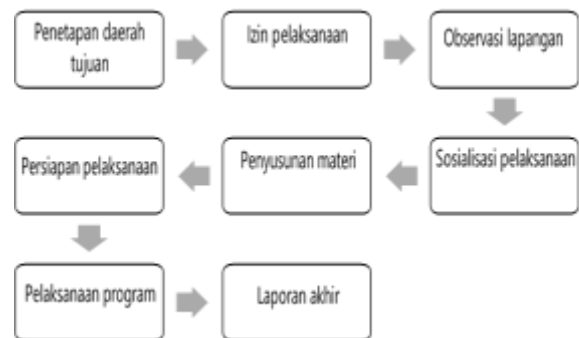 Penetapan daerah
tujuan
Izin pelaksanaan
Observasi lapangan
Sosialisasi pelaksanaan
Penyusunan materi
Persiapan pelaksanaan
Pelaksanaan program
Laporan akhir